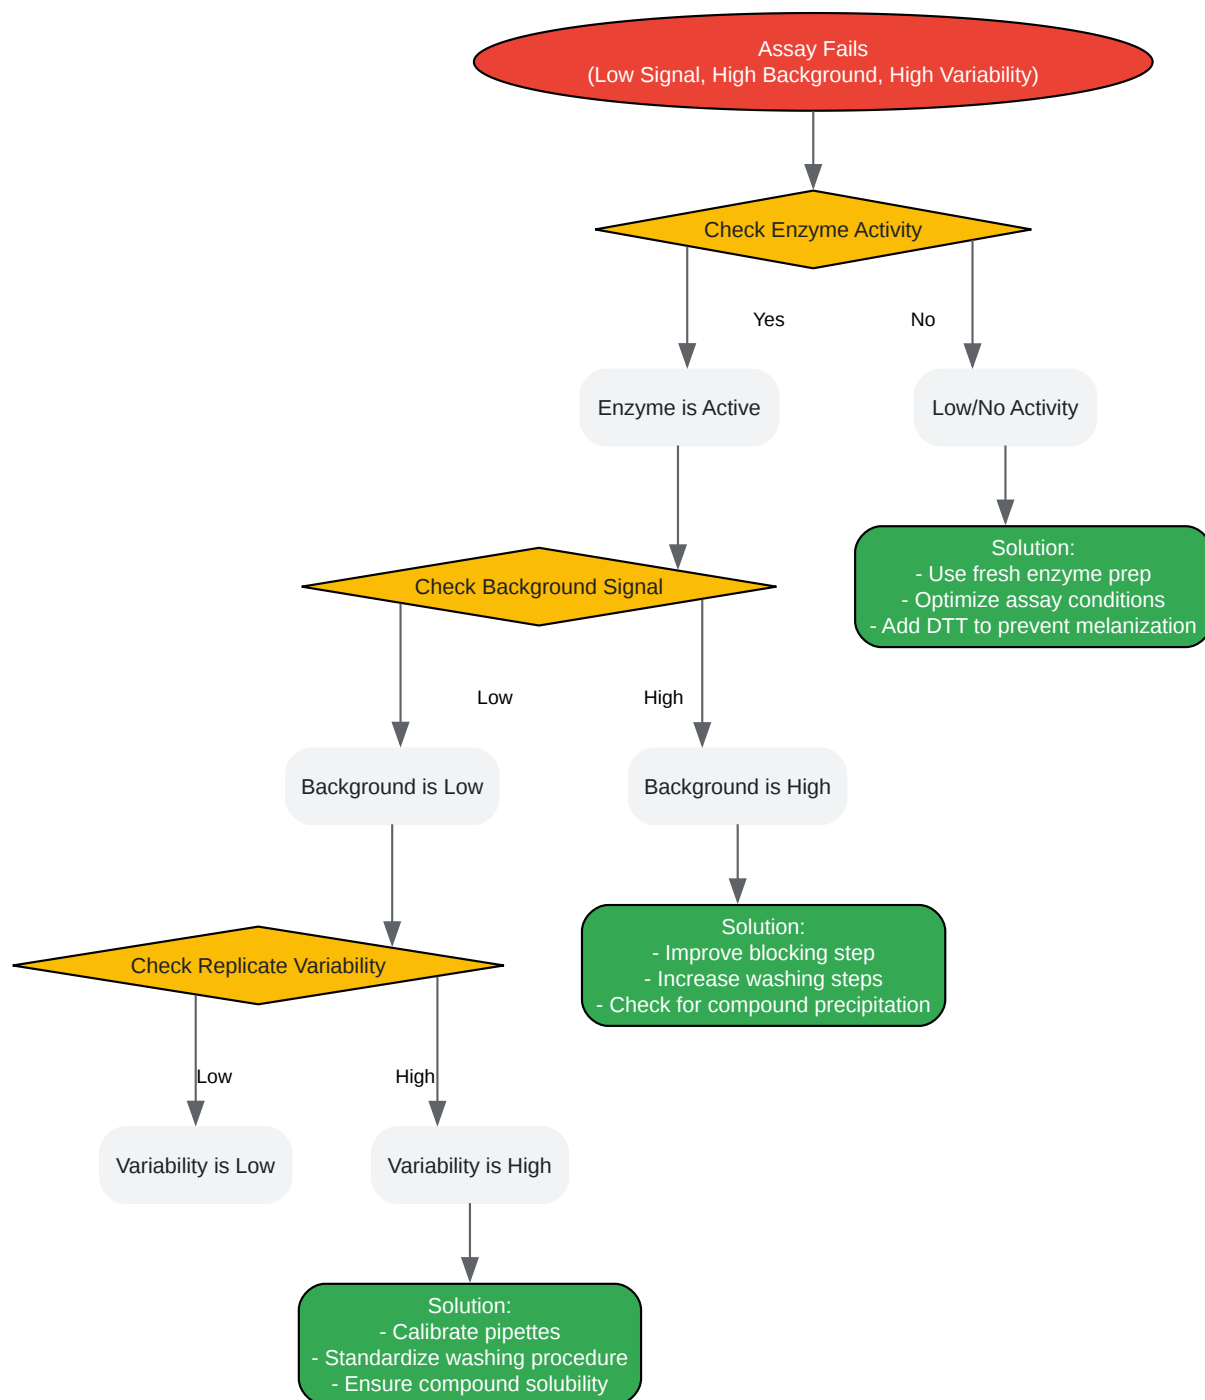 Assay Fails
(Low Signal, High Background, High Variability)
Check Enzyme Activity
Yes
No
Enzyme is Active
Low/No Activity
Solution:
- Use fresh enzyme prep
- Optimize assay conditions
- Add DTT to prevent melanization
Check Background Signal
Low
High
Background is Low
Background is High
Solution:
- Improve blocking step
- Increase washing steps
- Check for compound precipitation
Check Replicate Variability
Low
High
Variability is Low
Variability is High
Solution:
- Calibrate pipettes
- Standardize washing procedure
- Ensure compound solubility